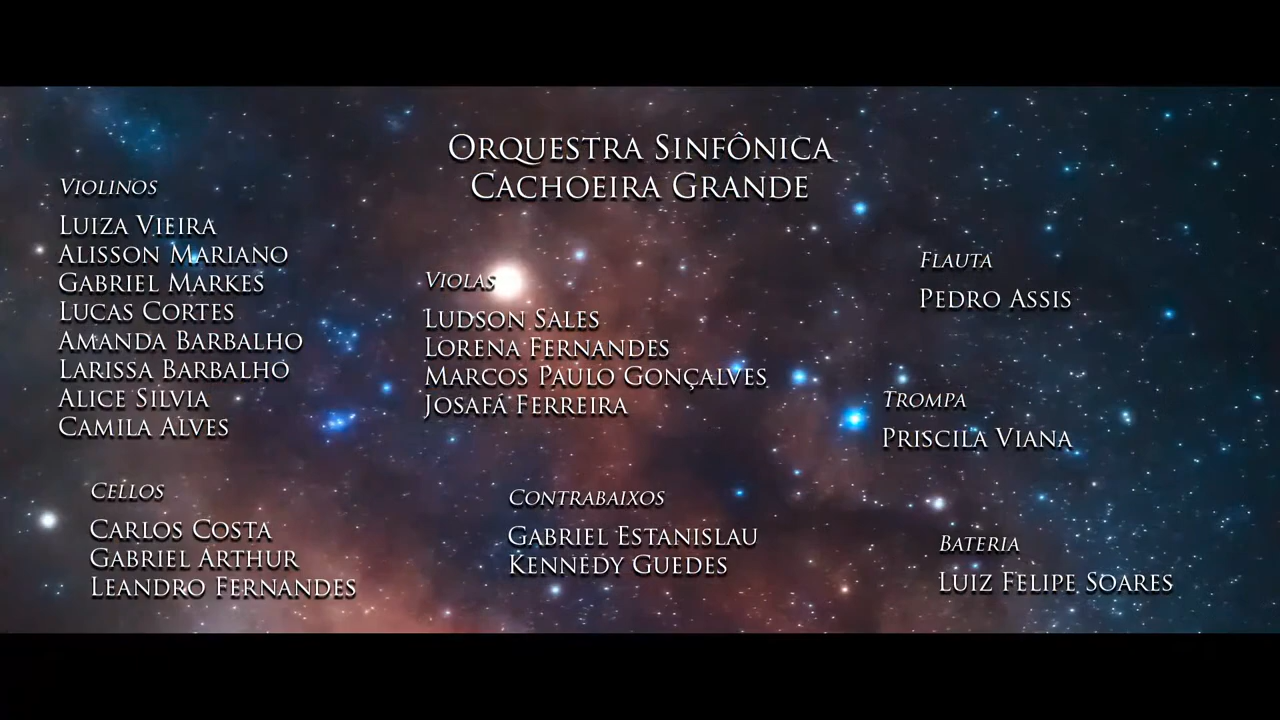 Orquestra Sinfônica
Cachoeira Grande
Violinos
Luiza Vieira
Alisson Mariano
Gabriel Markes
Lucas Cortes
Amanda Barbalho
Larissa Barbalho
Alice Silvia
Camila Alves
Violas
Ludson Sales
Lorena Fernandes
Marcos Paulo Gonçalves
Josafá Ferreira
Flauta
Pedro Assis
Trompa
Priscila Viana
Cellos
Carlos Costa
Gabriel Arthur
Leandro Fernandes
Contrabaixos
Gabriel Estanislau
Kennedy Guedes
Bateria
Luiz Felipe Soares